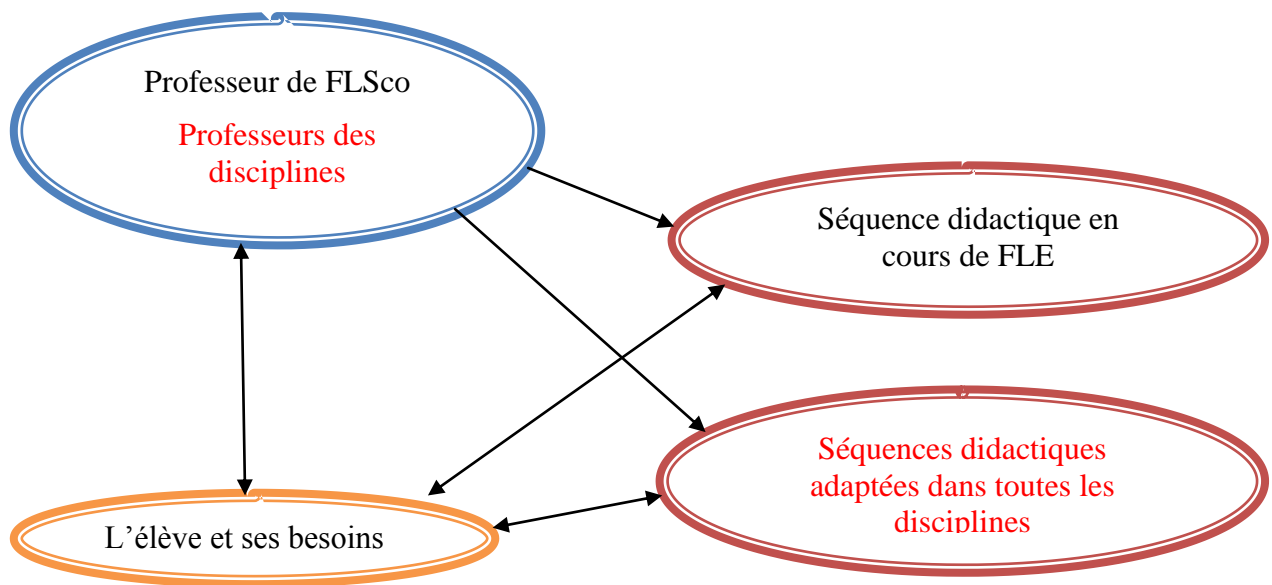 Professeur de FLSco
Professeurs des
disciplines
Séquence didactique en
cours de FLE
Séquences didactiques
adaptées dans toutes les
disciplines
L’élève et ses besoins